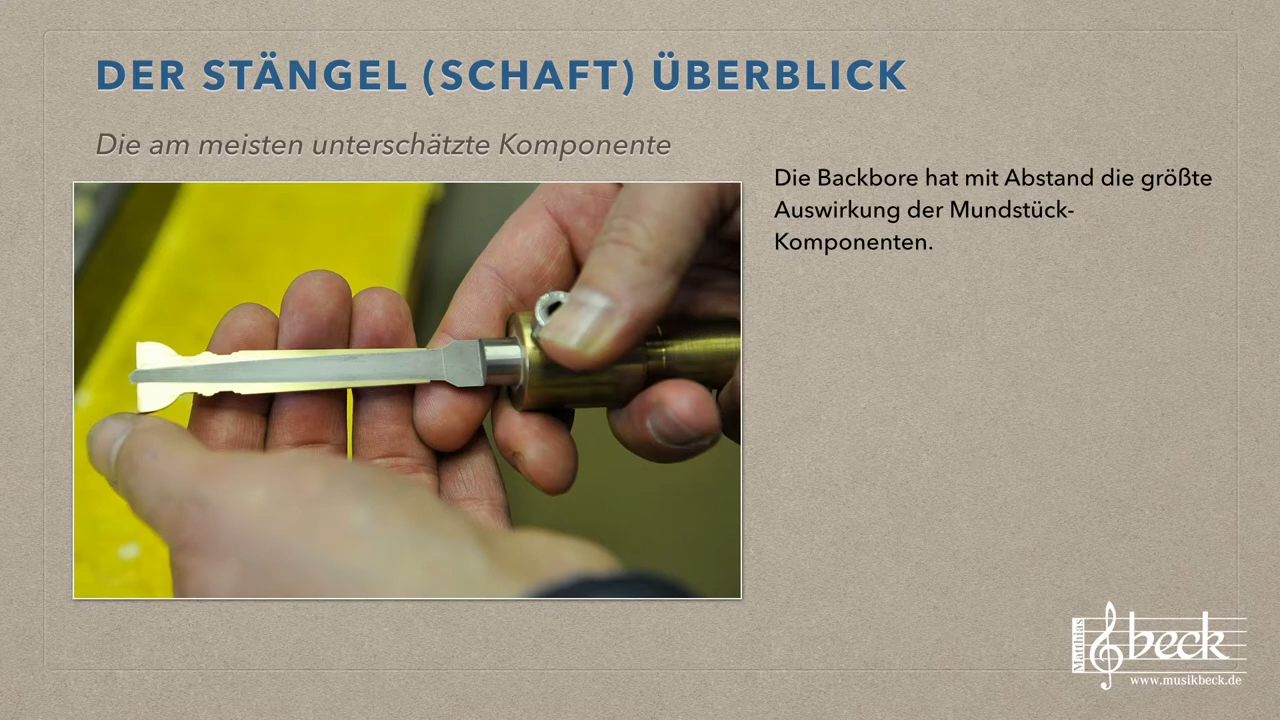 DER STÄNGEL (SCHAFT) ÜBERBLICK
Die am meisten unterschätzte Komponente
Die Backbore hat mit Abstand die größte
Auswirkung der Mundstück-
Komponenten.
Matthias
beck
www.musikbeck.de